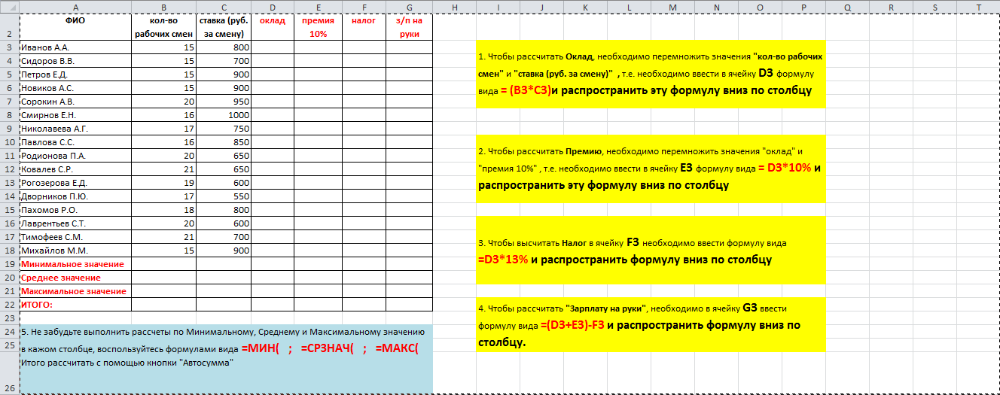 A B C D E F G H I J K L M N O P Q R S T
ФИО кол-во ставка (руб. оклад премия налог з/п на
2 рабочих смен за смену) 10% руки
3 Иванов А.А. 15 800
4 Сидоров В.В. 15 700
5 Петров Е.Д. 15 900
6 Новиков А.С. 15 900
7 Сорокин А.В. 20 950
8 Смирнов Е.Н. 16 1000
9 Николавева А.Г. 17 750
10 Павлова С.С. 16 850
11 Родионова П.А. 20 650
12 Ковалев С.Р. 21 650
13 Рогозерова Е.Д. 19 600
14 Дворников П.Ю. 17 550
15 Пахомов Р.О. 18 800
16 Лаврентьев С.Т. 20 600
17 Тимофеев С.М. 21 700
18 Михайлов М.М. 15 900
19 Минимальное значение
20 Среднее значение
21 Максимальное значение
22 ИТОГО:
23
24 5. Не забудьте выполнить рассчеты по Минимальному, Среднему и Максимальному значению
25 в кажом столбце, воспользуйтесь формулами вида =МИН( ; =СРЗНАЧ( ; =МАКС(
Итого рассчитать с помощью кнопки "Автосумма"
26
1. Чтобы рассчитать Оклад, необходимо перемножить значения "кол-во рабочих
смен" и "ставка (руб. за смену)" , т.е. необходимо ввести в ячейку D3 формулу
вида = (B3*C3)и распространить эту формулу вниз по столбцу
2. Чтобы рассчитать Премию, необходимо перемножить значения "оклад" и
"премия 10%" , т.е. необходимо ввести в ячейку E3 формулу вида = D3*10% и
распространить эту формулу вниз по столбцу
3. Чтобы высчитать Налог в ячейку F3 необходимо ввести формулу вида
=D3*13% и распространить формулу вниз по столбцу
4. Чтобы рассчитать "Зарплату на руки", необходимо в ячейку G3 ввести
формулу вида =(D3+E3)-F3 и распространить формулу вниз по
столбцу.